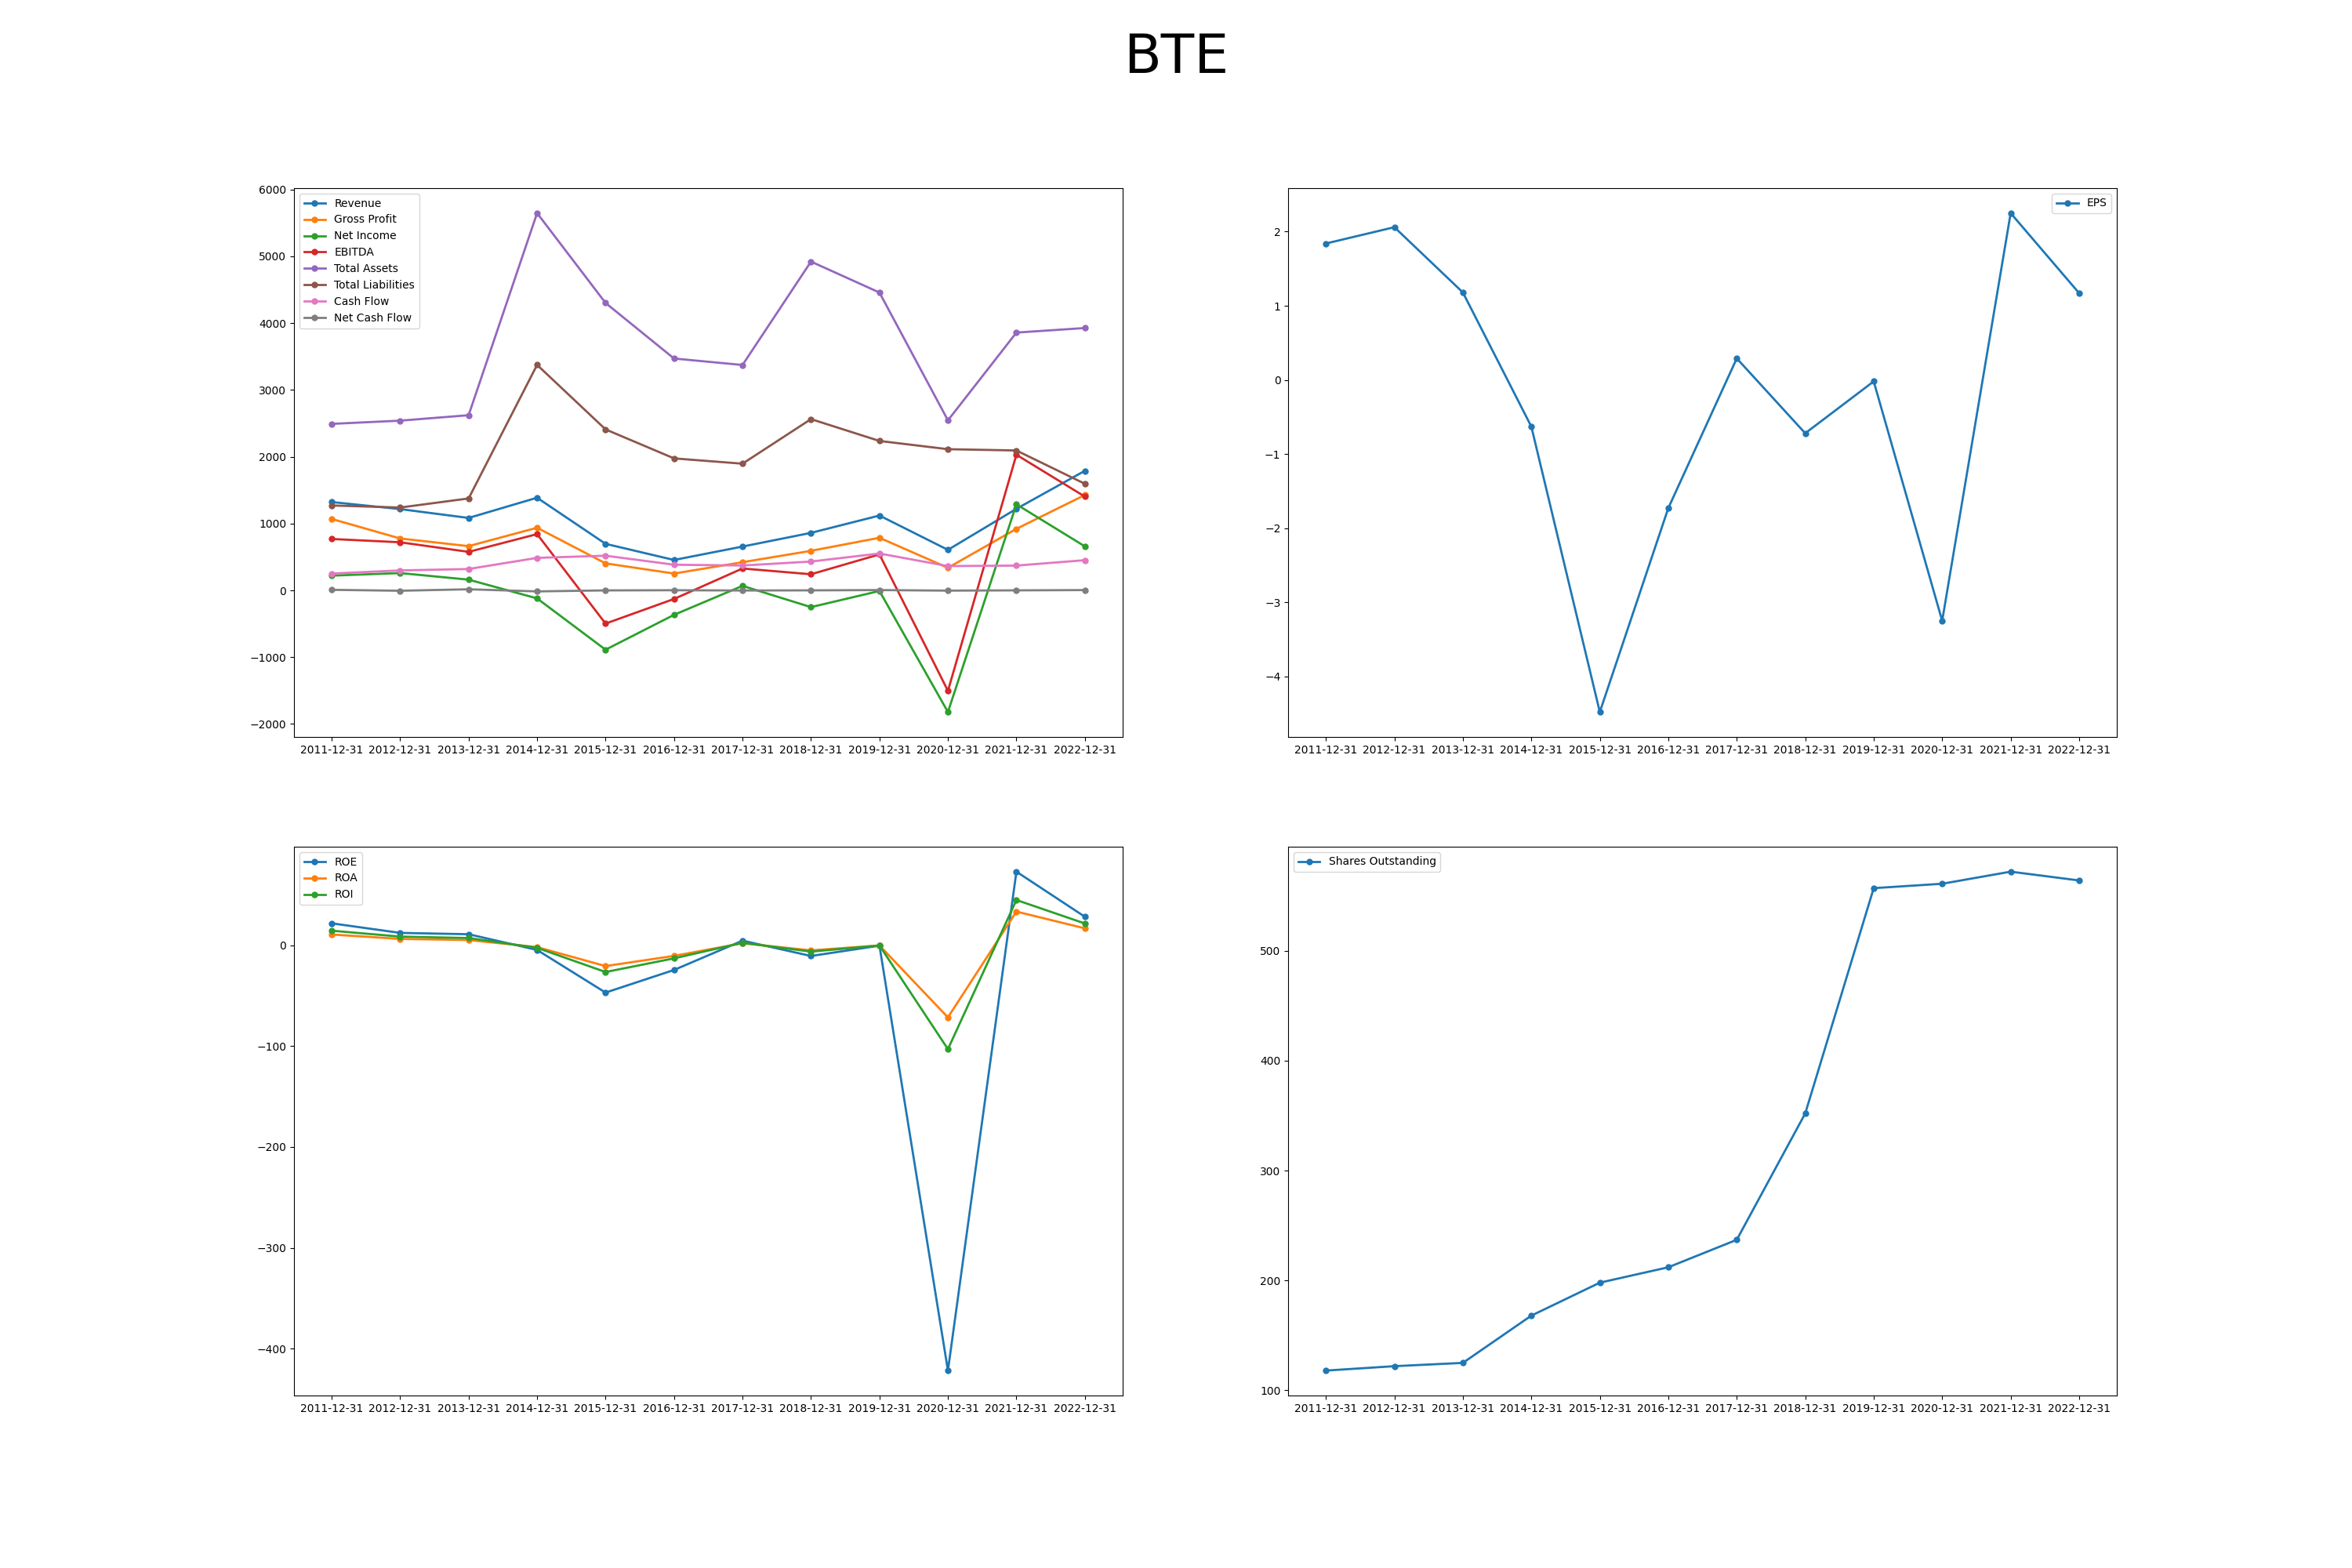 BTE
6000
5000
4000
3000
2000
1000
0
−1000
−2000
Revenue
Gross Profit
Net Income
EBITDA
Total Assets
Total Liabilities
Cash Flow
Net Cash Flow
2011-12-31 2012-12-31 2013-12-31 2014-12-31 2015-12-31 2016-12-31 2017-12-31 2018-12-31 2019-12-31 2020-12-31 2021-12-31 2022-12-31
2
1
0
−1
−2
−3
−4
EPS
2011-12-31 2012-12-31 2013-12-31 2014-12-31 2015-12-31 2016-12-31 2017-12-31 2018-12-31 2019-12-31 2020-12-31 2021-12-31 2022-12-31
0
−100
−200
−300
−400
ROE
ROA
ROI
2011-12-31 2012-12-31 2013-12-31 2014-12-31 2015-12-31 2016-12-31 2017-12-31 2018-12-31 2019-12-31 2020-12-31 2021-12-31 2022-12-31
500
400
300
200
100
Shares Outstanding
2011-12-31 2012-12-31 2013-12-31 2014-12-31 2015-12-31 2016-12-31 2017-12-31 2018-12-31 2019-12-31 2020-12-31 2021-12-31 2022-12-31